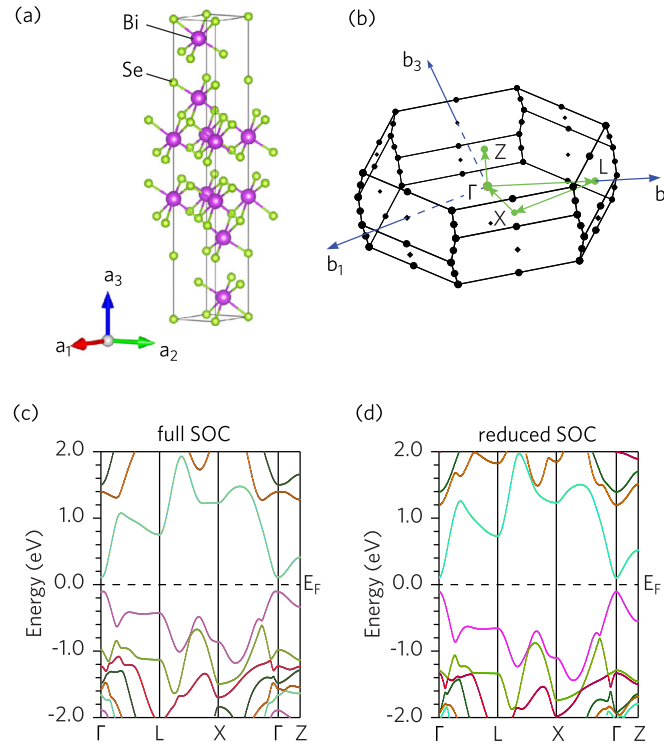 (a)
Bi
Se
a3
a1
a2
(b)
b3
Z
Γ
L
X
b
b1
(c)
full SOC
2.0
1.0
0.0
-1.0
-2.0
Energy (eV)
EF
Γ
L
X
Γ
Z
(d)
reduced SOC
2.0
1.0
0.0
-1.0
-2.0
Energy (eV)
EF
Γ
L
X
Γ
Z